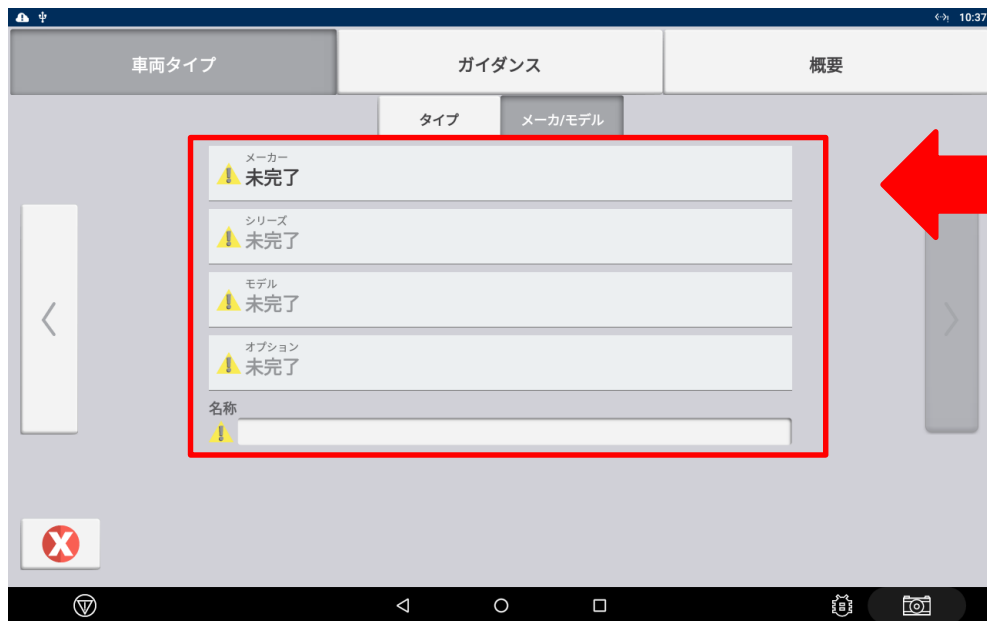 10:37
車両タイプ
ガイダンス
概要
タイプ
メーカ/モデル
メーカー
未完了
シリーズ
未完了
モデル
未完了
オプション
未完了
名称